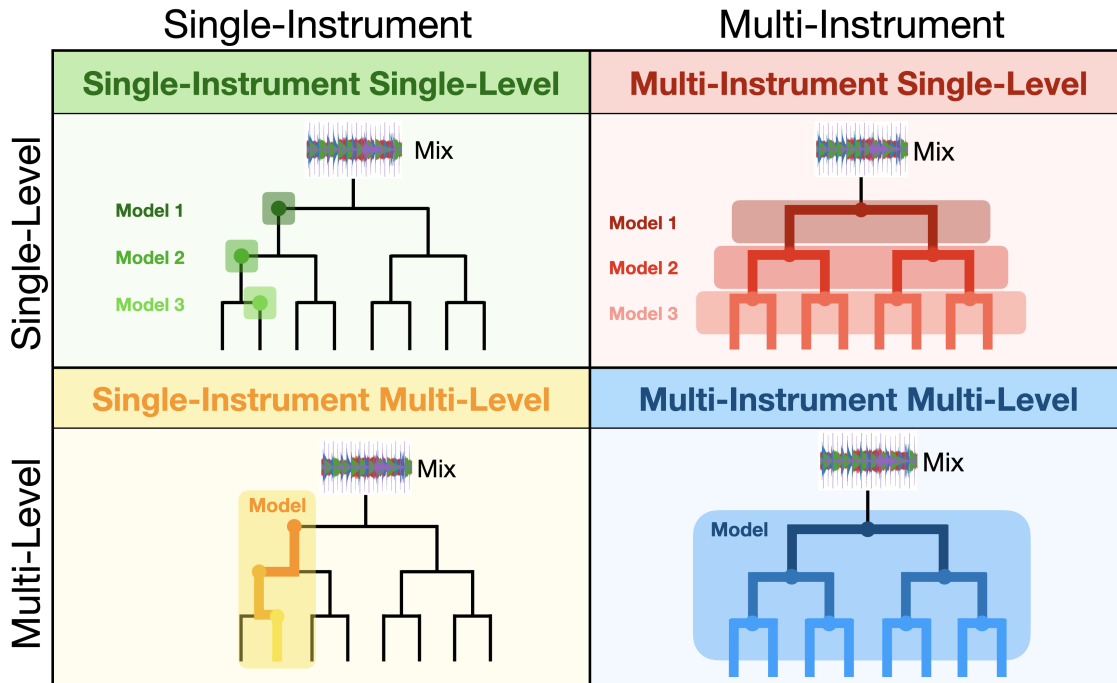 Single-Instrument
Multi-Instrument
Single-Level
Single-Instrument Single-Level
Mix
Model 1
Model 2
Model 3
Multi-Instrument Single-Level
Mix
Model 1
Model 2
Model 3
Multi-Level
Single-Instrument Multi-Level
Mix
Model
Multi-Instrument Multi-Level
Mix
Model